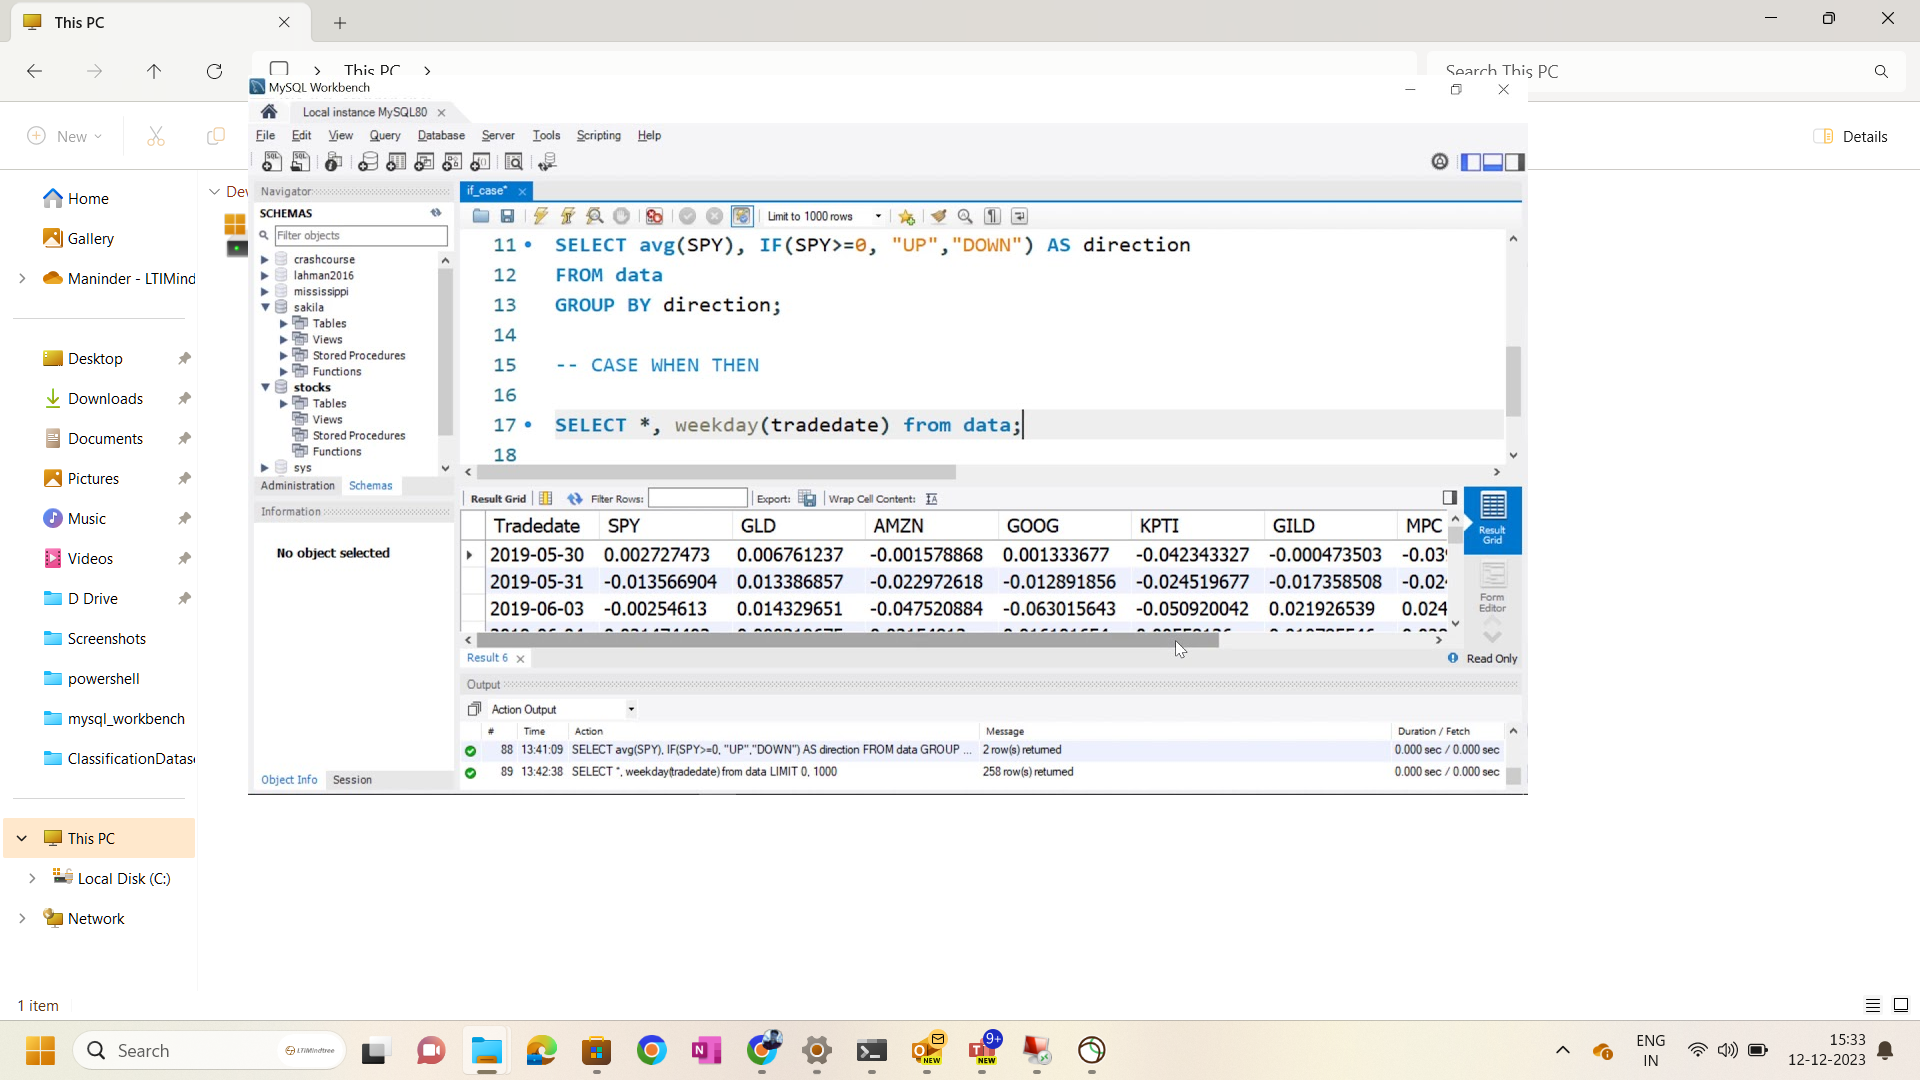 This PC
This PC
Search This PC
New
Details
Home
Gallery
Maninder - LTIMind
Desktop
Downloads
Documents
Pictures
Music
Videos
D Drive
Screenshots
powershell
mysql_workbench
ClassificationDatas
This PC
Local Disk (C:)
Network
1 item
MySQL Workbench
Local instance MySQL80
File Edit View Query Database Server Tools Scripting Help
Navigator
SCHEMAS
Filter objects
crashcourse
lahman2016
mississippi
sakila
Tables
Views
Stored Procedures
Functions
stocks
Tables
Views
Stored Procedures
Functions
sys
Administration Schemas
Information
No object selected
Object Info Session
if_case*
Limit to 1000 rows
11 SELECT avg(SPY), IF(SPY>=0, "UP","DOWN") AS direction
12 FROM data
13 GROUP BY direction;
14
15 -- CASE WHEN THEN
16
17 SELECT *, weekday(tradedate) from data;
18
Result Grid Filter Rows: Export: Wrap Cell Content:
Tradedate SPY GLD AMZN GOOG KPTI GILD MPC
2019-05-30 0.002727473 0.006761237 -0.001578868 0.001333677 -0.042343327 -0.000473503 -0.039
2019-05-31 -0.013566904 0.013386857 -0.022972618 -0.012891856 -0.024519677 -0.017358508 -0.024
2019-06-03 -0.00254613 0.014329651 -0.047520884 -0.063015643 -0.050920042 0.021926539 0.024
Result Grid
Form Editor
Result 6
Read Only
Output
Action Output
# Time Action Message Duration / Fetch
88 13:41:09 SELECT avg(SPY), IF(SPY>=0, "UP","DOWN") AS direction FROM data GROUP ... 2 row(s) returned 0.000 sec / 0.000 sec
89 13:42:38 SELECT *, weekday(tradedate) from data LIMIT 0, 1000 258 row(s) returned 0.000 sec / 0.000 sec
Search
LTIMindtree
NEW
9+
NEW
ENG
IN
15:33
12-12-2023